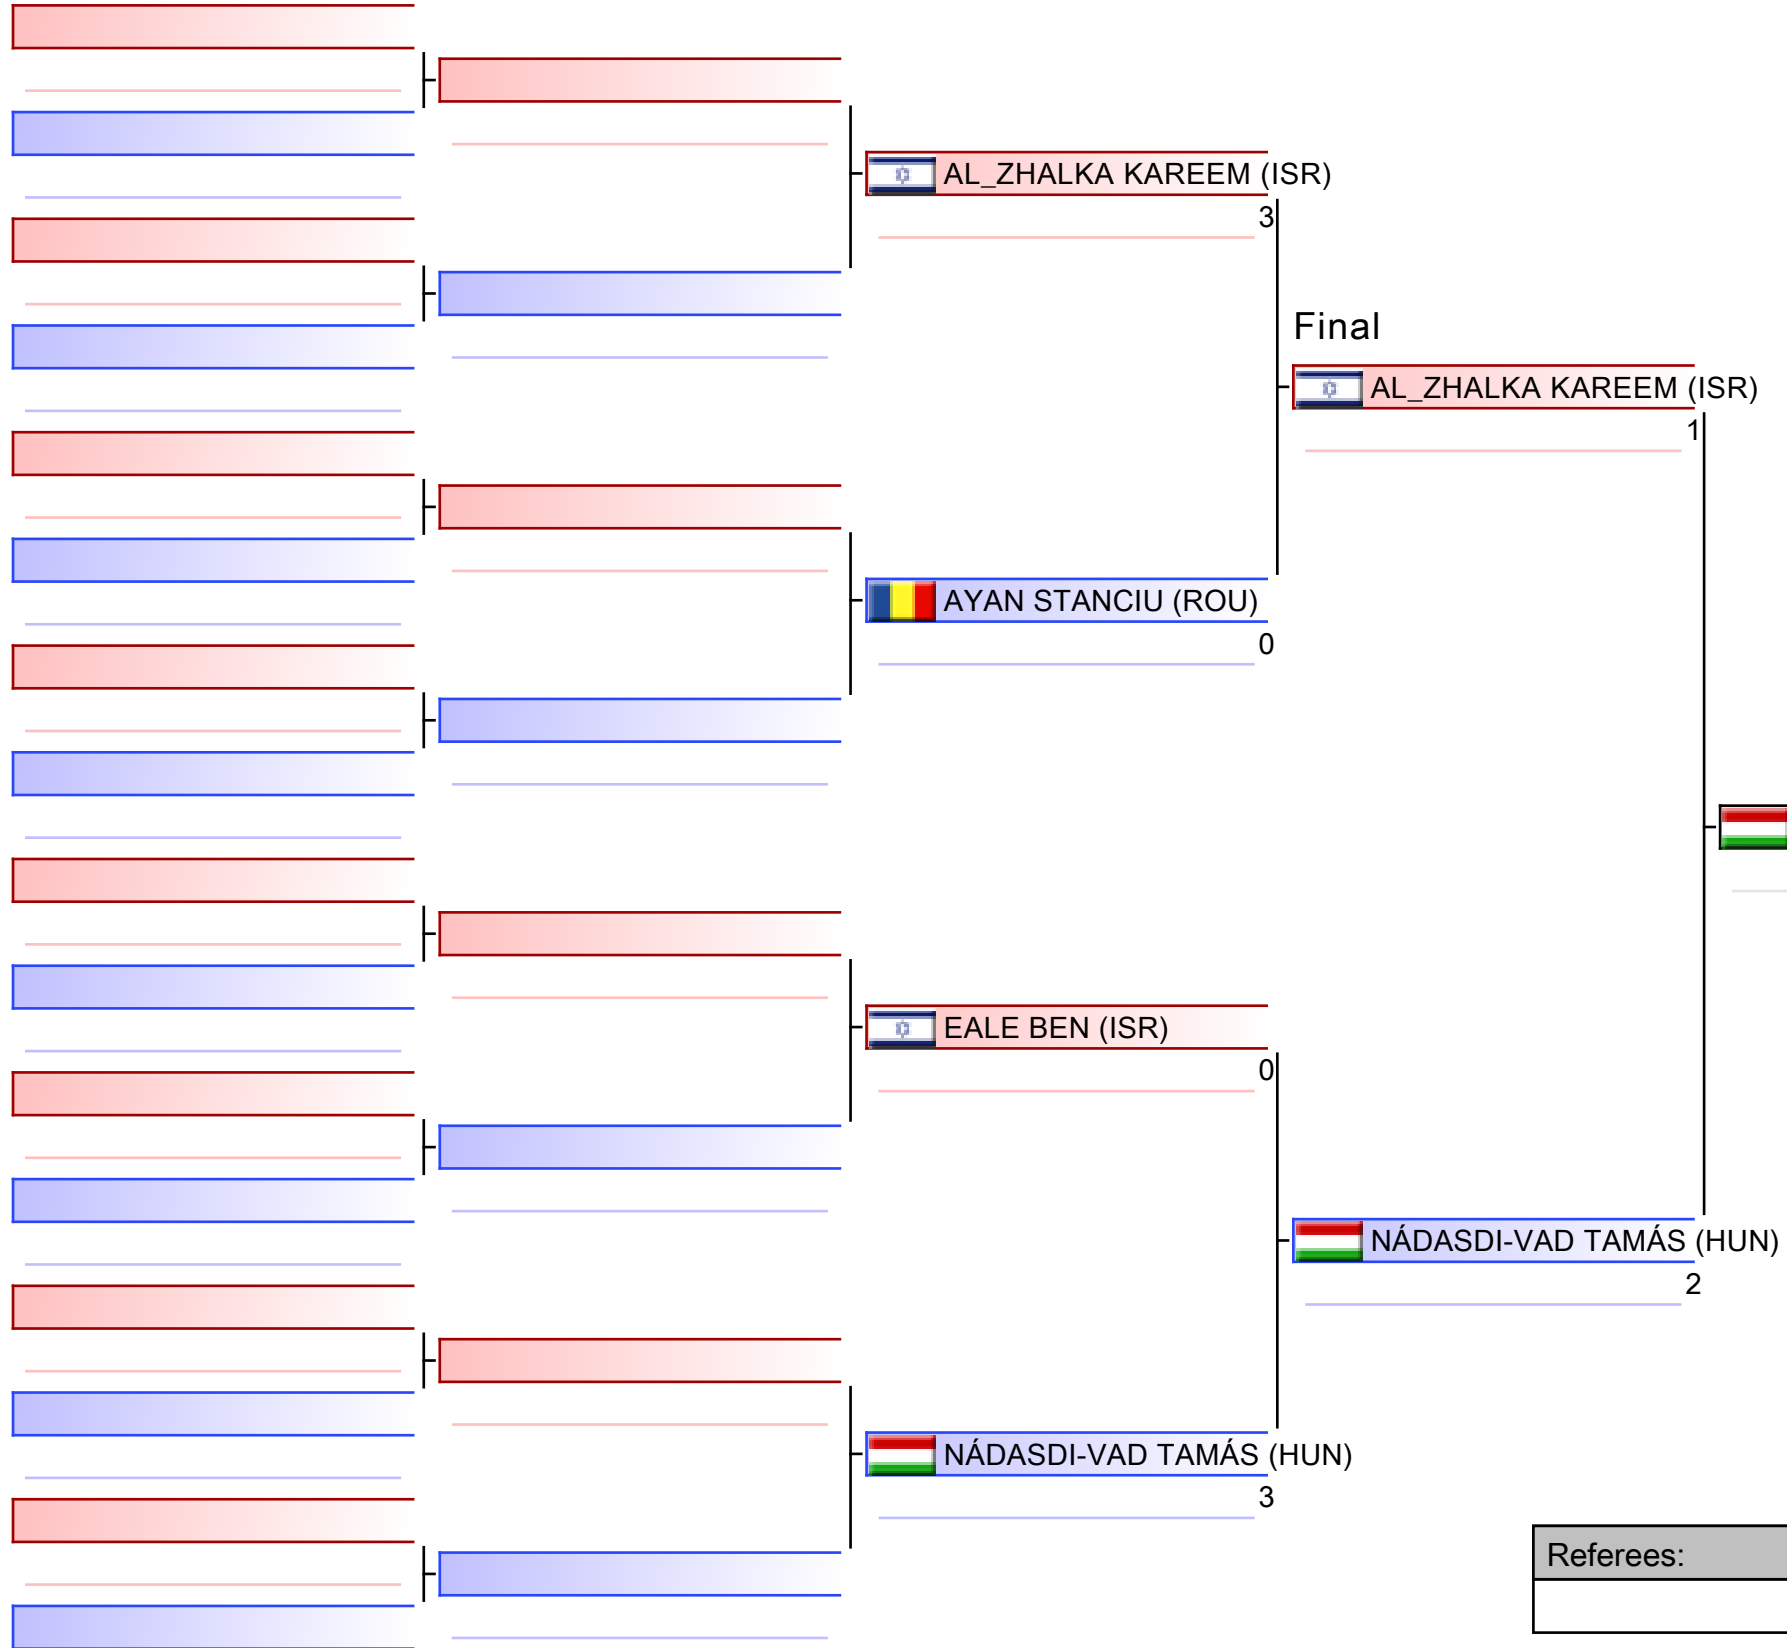 AL_ZHALKA KAREEM (ISR)
3
Final
AL_ZHALKA KAREEM (ISR)
1
AYAN STANCIU (ROU)
0
EALE BEN (ISR)
0
NÁDASDI-VAD TAMÁS (HUN)
2
NÁDASDI-VAD TAMÁS (HUN)
3
Referees: